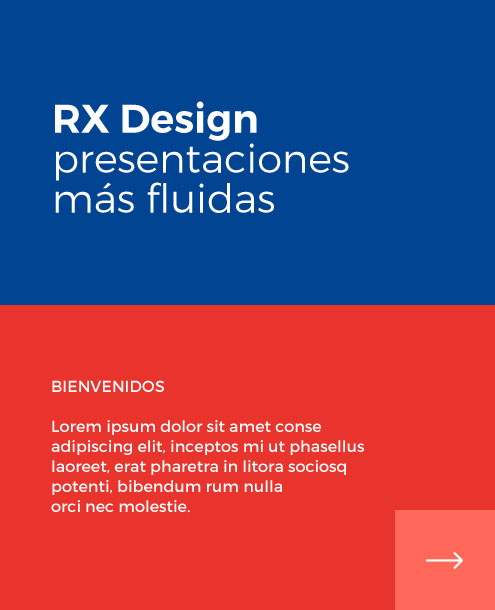 RX Design
presentaciones
más fluidas
BIENVENIDOS
Lorem ipsum dolor sit amet conse
adipiscing elit, inceptos mi ut phasellus
laoreet, erat pharetra in litora sociosq
potenti, bibendum rum nulla
orci nec molestie.